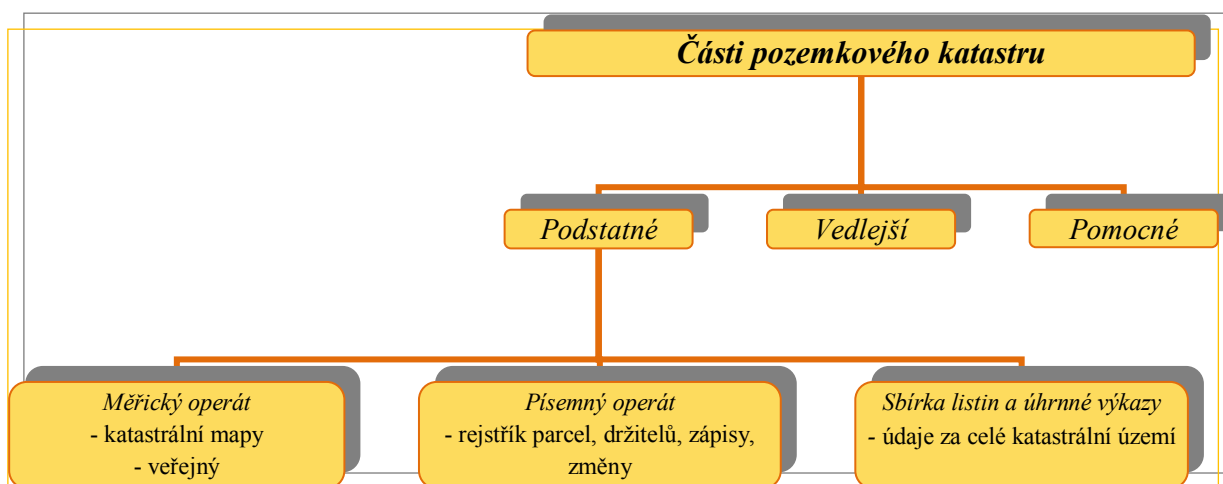 Části pozemkového katastru
Podstatné
Vedlejší
Pomocné
Měřický operát
- katastrální mapy
- veřejný
Písemný operát
- rejstřík parcel, držitelů, zápisy,
změny
Sbírka listin a úhrnné výkazy
- údaje za celé katastrální území